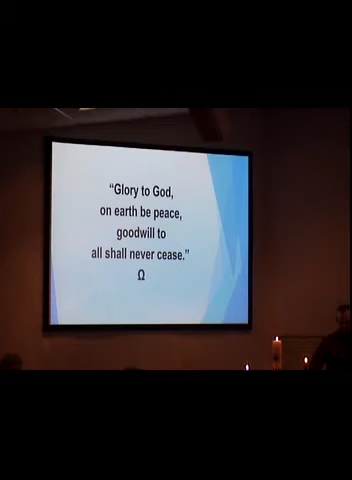 “Glory to God,
on earth be peace,
goodwill to
all shall never cease.”
Ω